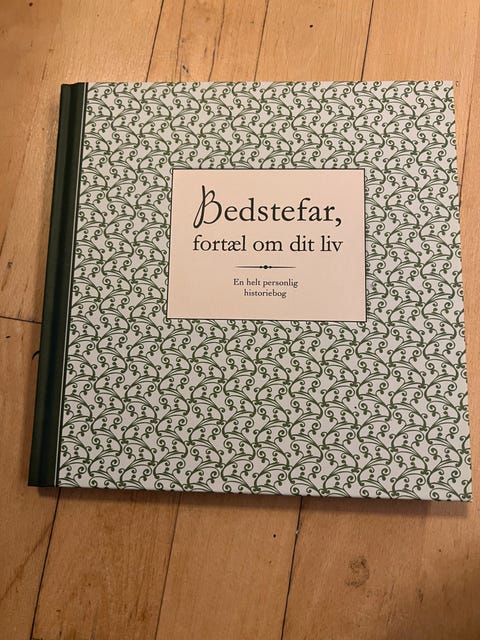 Bedstefar,
fortæl om dit liv
En helt personlig
historiebog